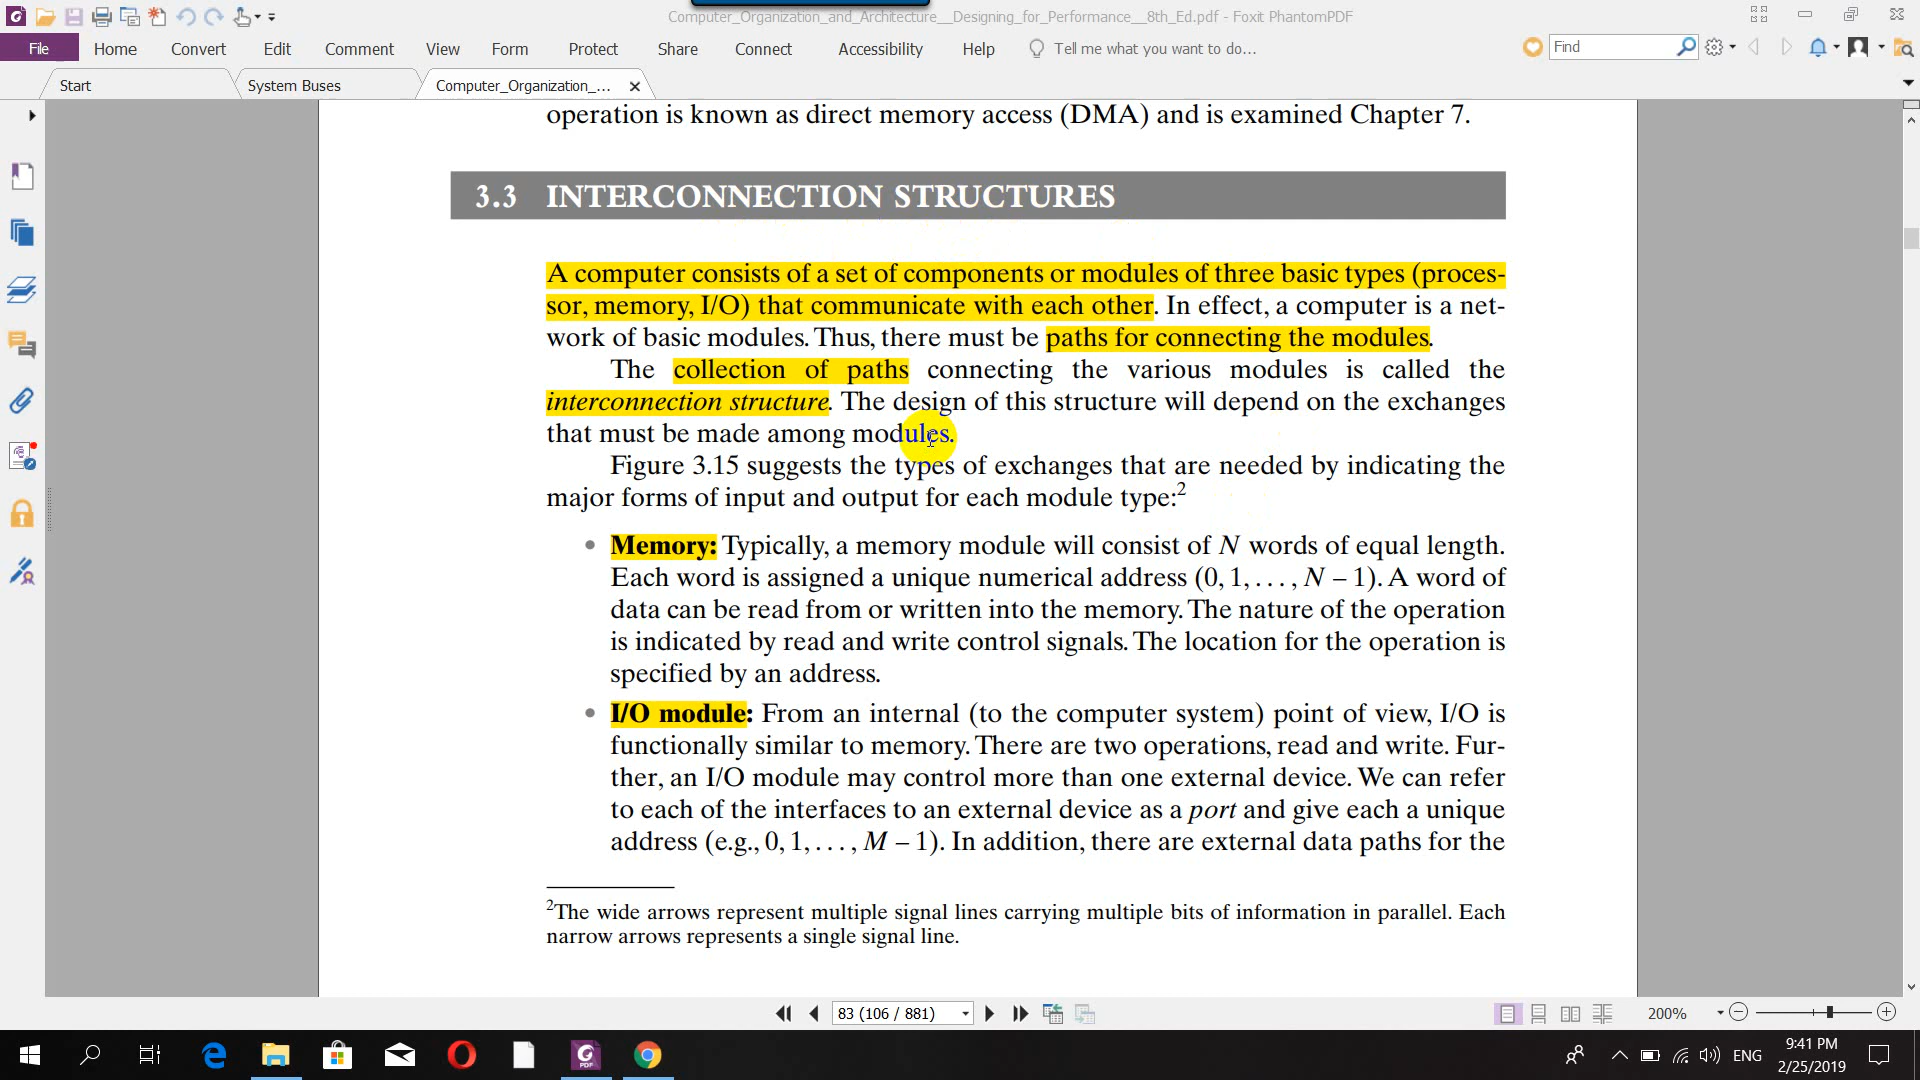 Computer_Organization_and_Architecture__Designing_for_Performance__8th_Ed.pdf - Foxit PhantomPDF
File Home Convert Edit Comment View Form Protect Share Connect Accessibility Help Tell me what you want to do... Find
Start System Buses Computer_Organization_...
operation is known as direct memory access (DMA) and is examined Chapter 7.
3.3 INTERCONNECTION STRUCTURES
A computer consists of a set of components or modules of three basic types (proces-
sor, memory, I/O) that communicate with each other. In effect, a computer is a net-
work of basic modules. Thus, there must be paths for connecting the modules.
The collection of paths connecting the various modules is called the
interconnection structure. The design of this structure will depend on the exchanges
that must be made among modules.
Figure 3.15 suggests the types of exchanges that are needed by indicating the
major forms of input and output for each module type:2
• Memory: Typically, a memory module will consist of N words of equal length.
Each word is assigned a unique numerical address (0, 1, . . . , N – 1). A word of
data can be read from or written into the memory. The nature of the operation
is indicated by read and write control signals. The location for the operation is
specified by an address.
• I/O module: From an internal (to the computer system) point of view, I/O is
functionally similar to memory. There are two operations, read and write. Fur-
ther, an I/O module may control more than one external device. We can refer
to each of the interfaces to an external device as a port and give each a unique
address (e.g., 0, 1, . . . , M – 1). In addition, there are external data paths for the
2The wide arrows represent multiple signal lines carrying multiple bits of information in parallel. Each
narrow arrows represents a single signal line.
83 (106 / 881) 200%
ENG 9:41 PM
2/25/2019